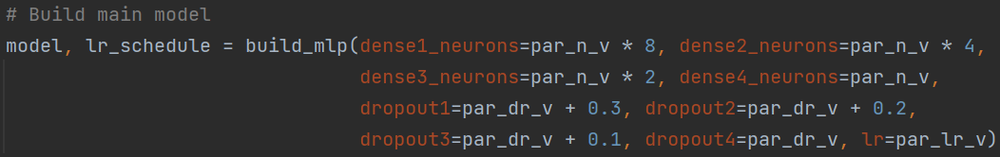 # Build main model
model, lr_schedule = build_mlp(dense1_neurons=par_n_v * 8, dense2_neurons=par_n_v * 4,
dense3_neurons=par_n_v * 2, dense4_neurons=par_n_v,
dropout1=par_dr_v + 0.3, dropout2=par_dr_v + 0.2,
dropout3=par_dr_v + 0.1, dropout4=par_dr_v, lr=par_lr_v)